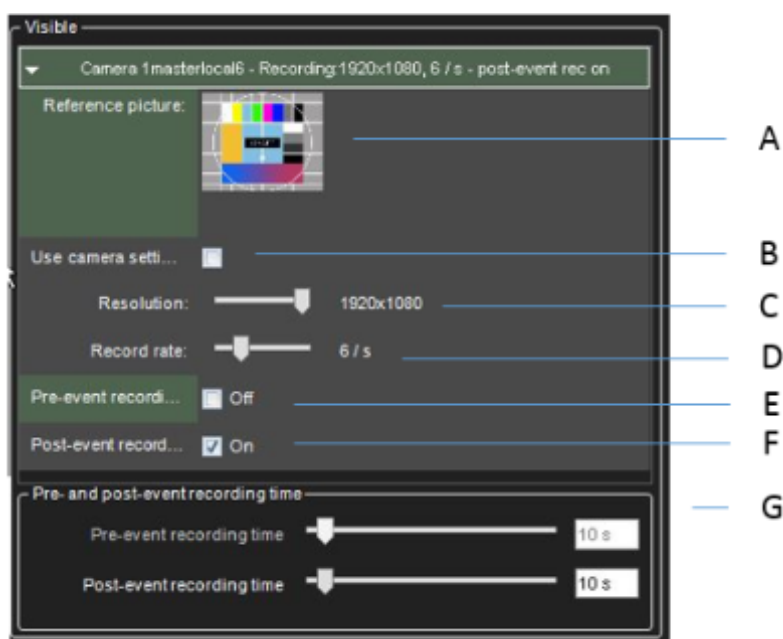 Visible
Camera 1masterlocal6 - Recording:1920x1080, 6 / s - post-event rec on
Reference picture:
A
Use camera setti...
B
Resolution:
1920x1080
C
Record rate:
6 / s
D
Pre-event recordi...
Off
E
Post-event record...
On
F
Pre- and post-event recording time
G
Pre-event recording time
10 s
Post-event recording time
10 s